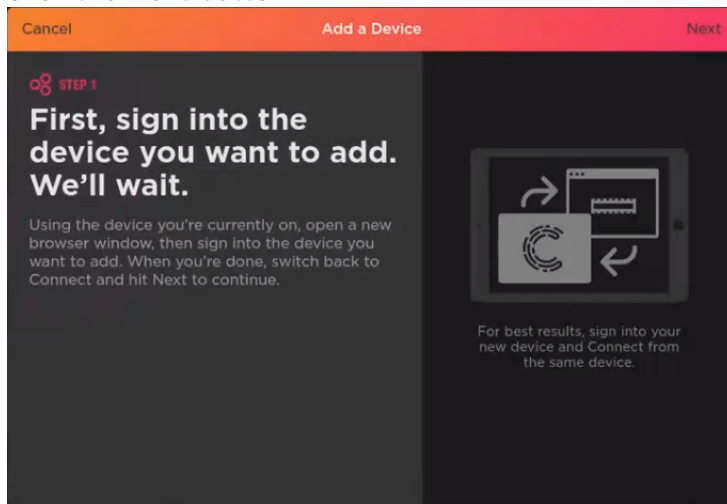 Cancel
Add a Device
Next
STEP 1
First, sign into the
device you want to add.
We'll wait.
Using the device you're currently on, open a new
browser window, then sign into the device you
want to add. When you're done, switch back to
Connect and hit Next to continue.
For best results, sign into your
new device and Connect from
the same device.